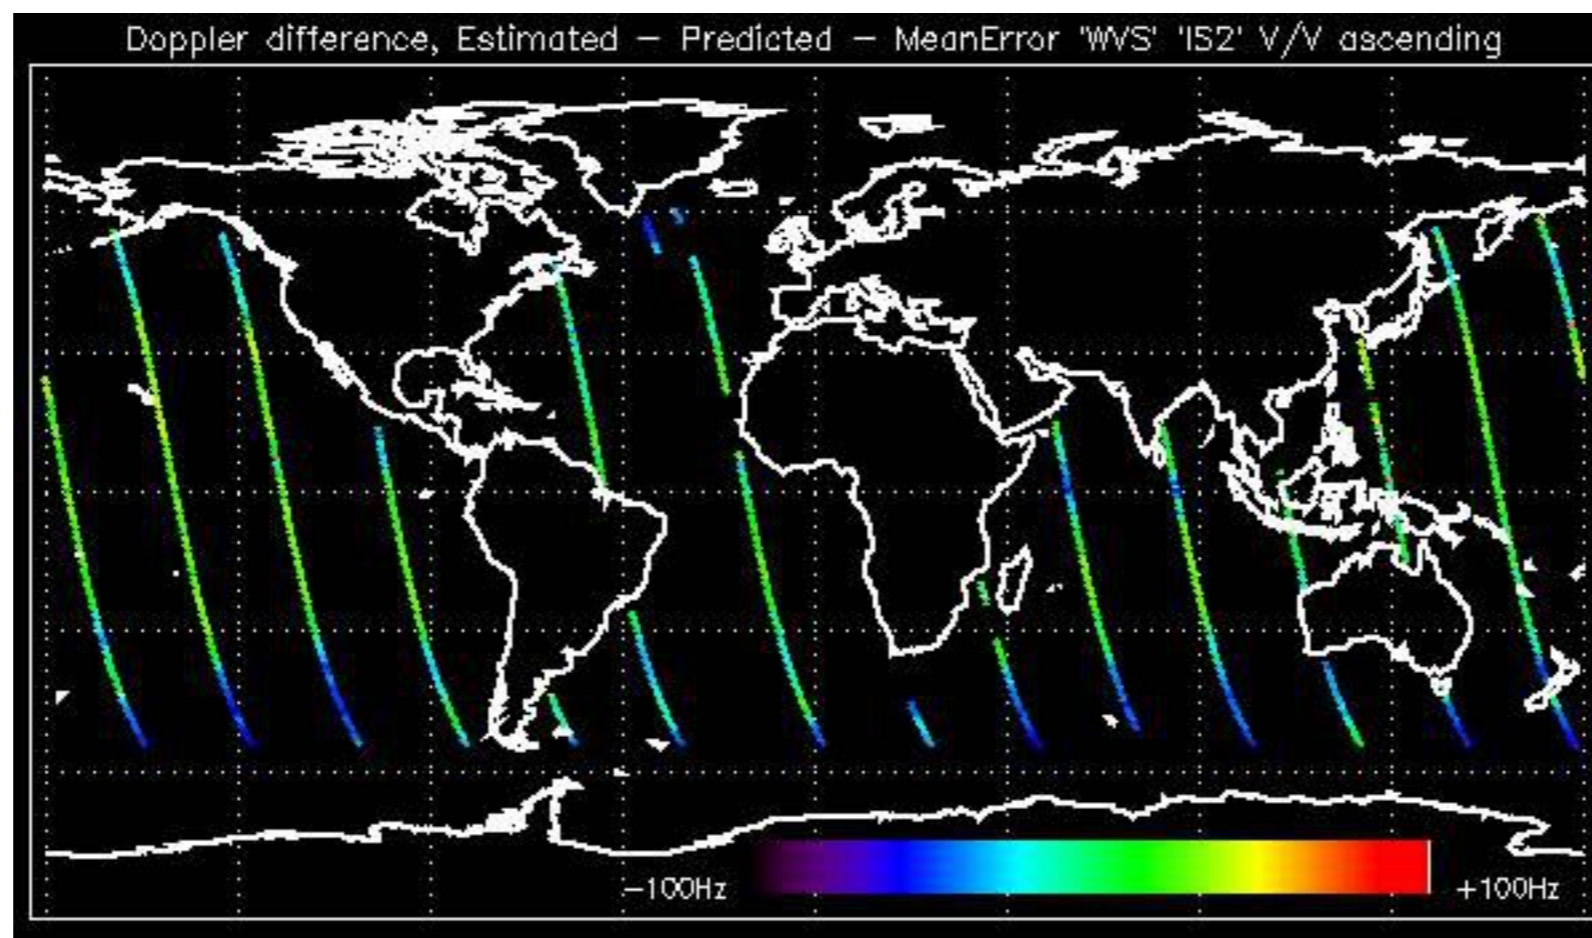 Doppler difference, Estimated – Predicted – MeanError 'WVS' 'IS2' V/V ascending
–100Hz
+100Hz